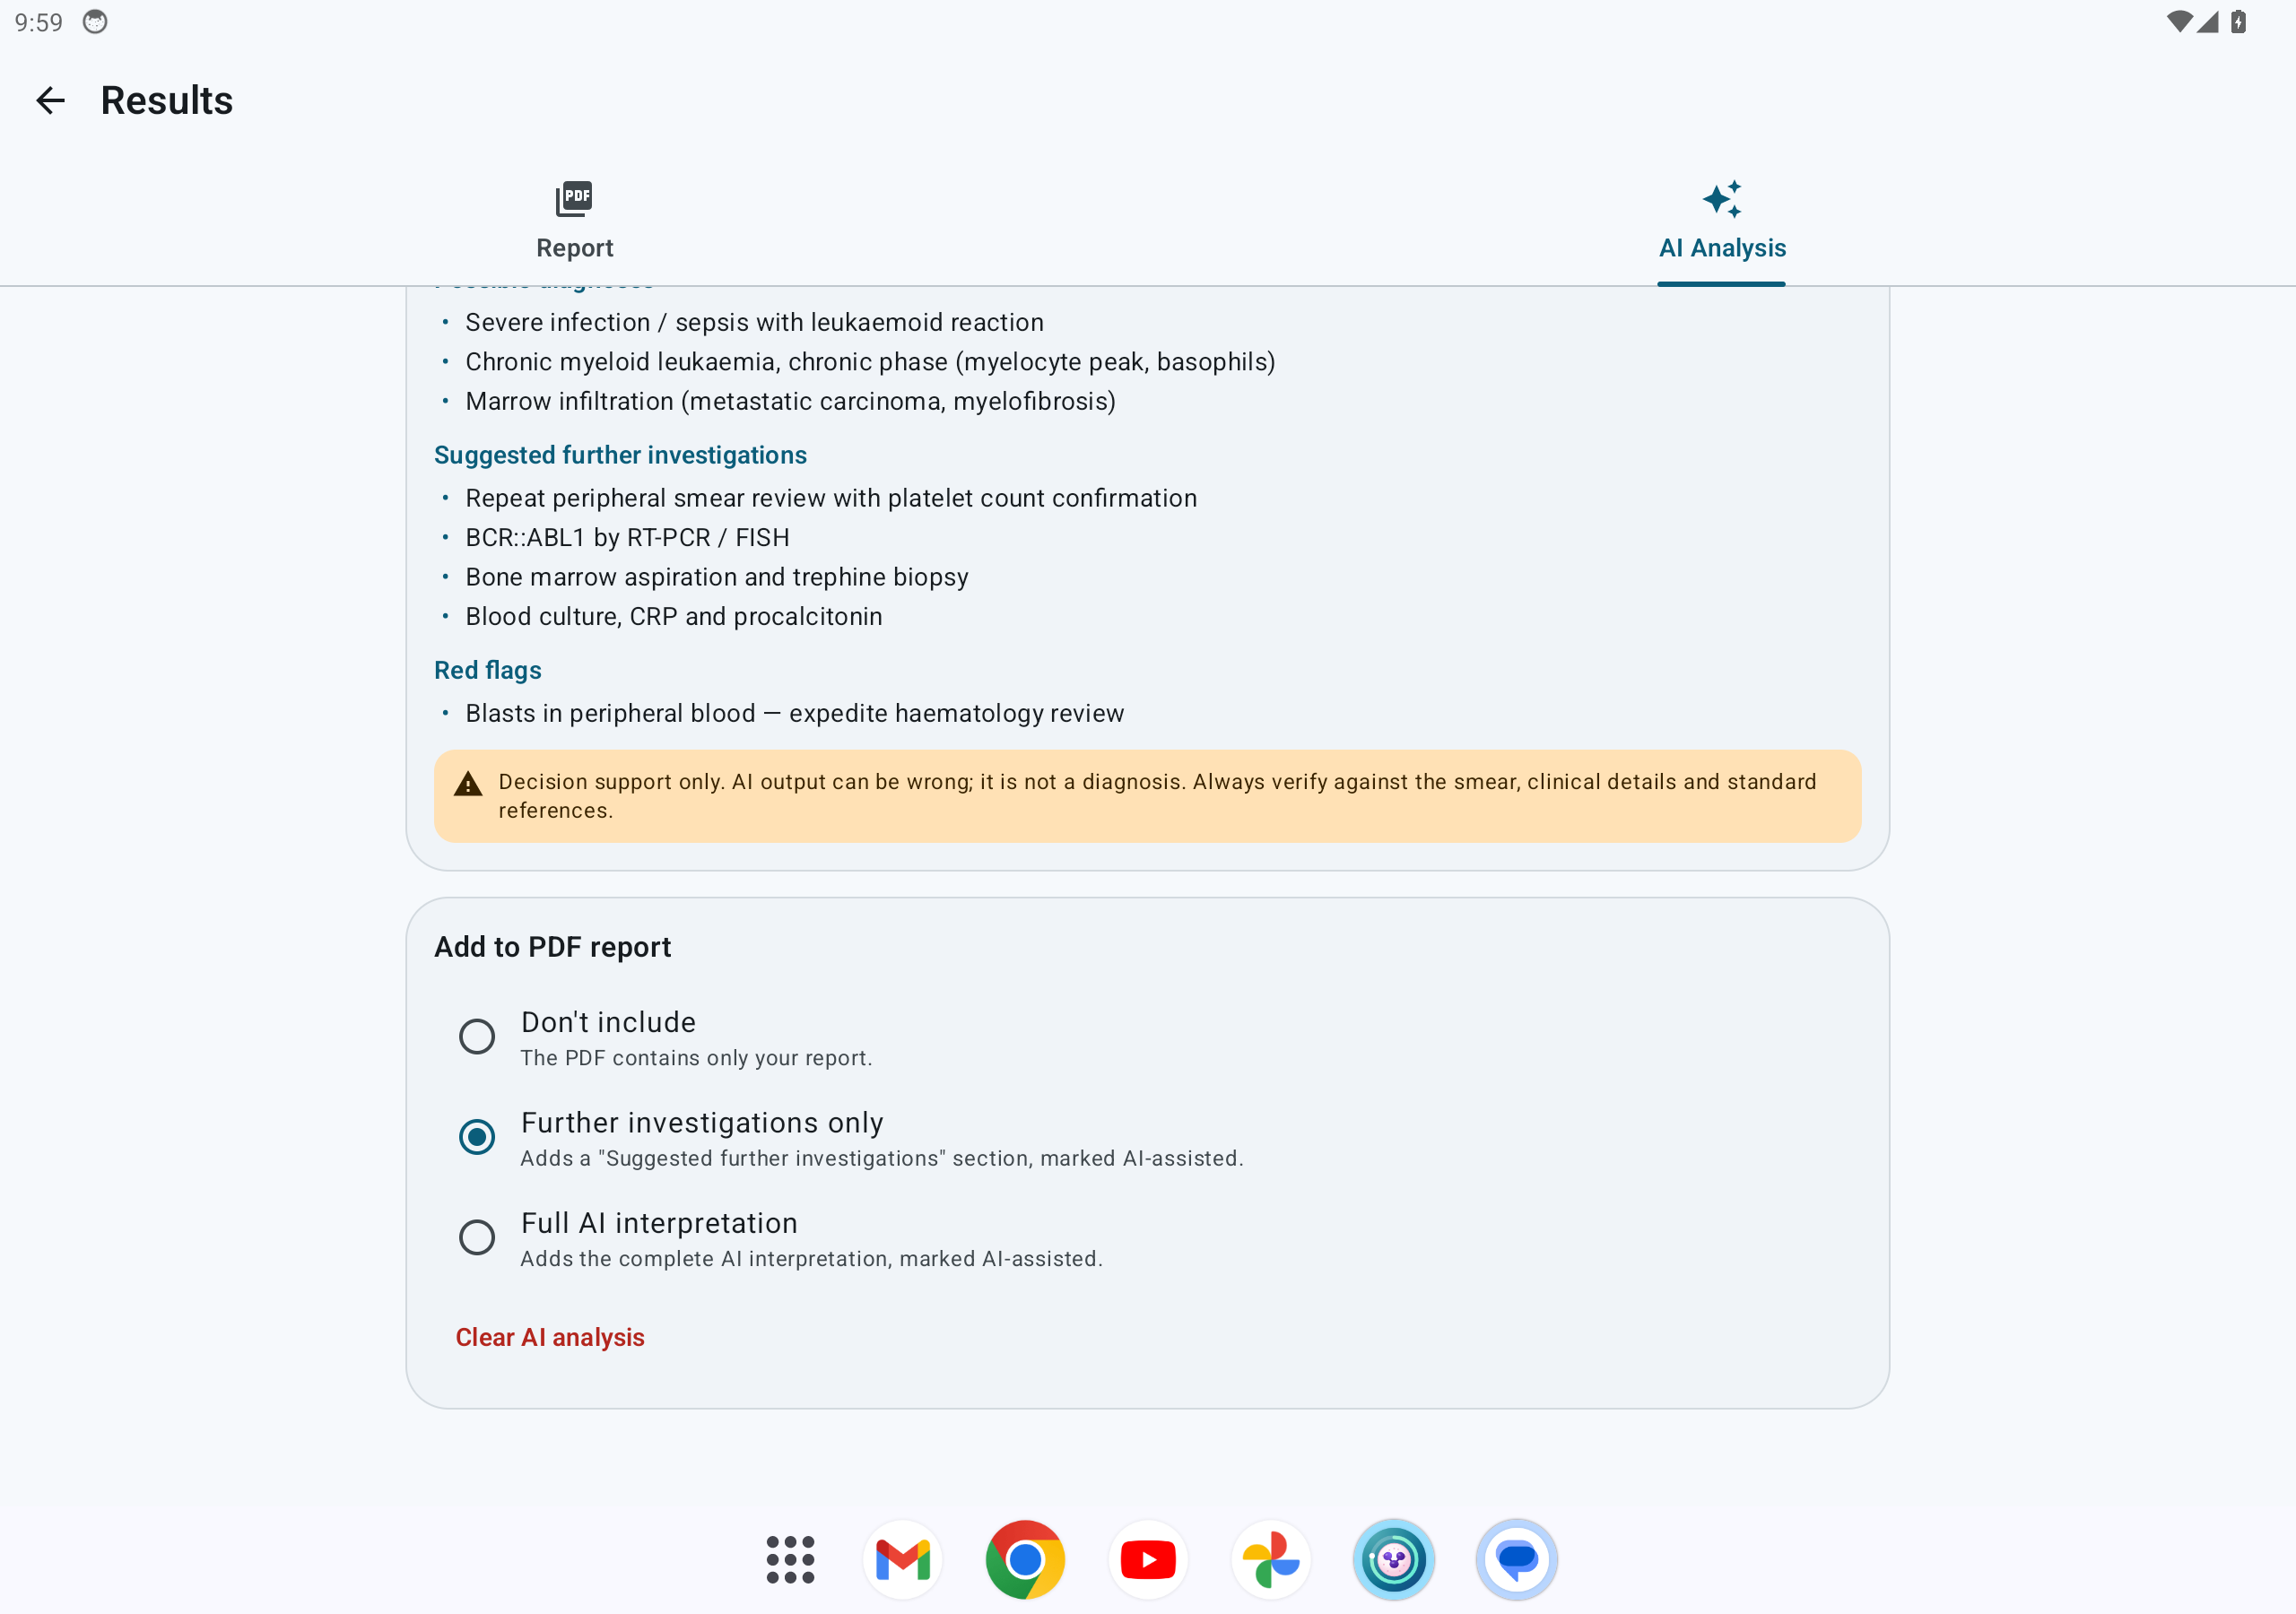 9:59
Results
PDF
Report
AI Analysis
Possible diagnoses
• Severe infection / sepsis with leukaemoid reaction
• Chronic myeloid leukaemia, chronic phase (myelocyte peak, basophils)
• Marrow infiltration (metastatic carcinoma, myelofibrosis)
Suggested further investigations
• Repeat peripheral smear review with platelet count confirmation
• BCR::ABL1 by RT-PCR / FISH
• Bone marrow aspiration and trephine biopsy
• Blood culture, CRP and procalcitonin
Red flags
• Blasts in peripheral blood — expedite haematology review
Decision support only. AI output can be wrong; it is not a diagnosis. Always verify against the smear, clinical details and standard
references.
Add to PDF report
Don't include
The PDF contains only your report.
Further investigations only
Adds a "Suggested further investigations" section, marked AI-assisted.
Full AI interpretation
Adds the complete AI interpretation, marked AI-assisted.
Clear AI analysis